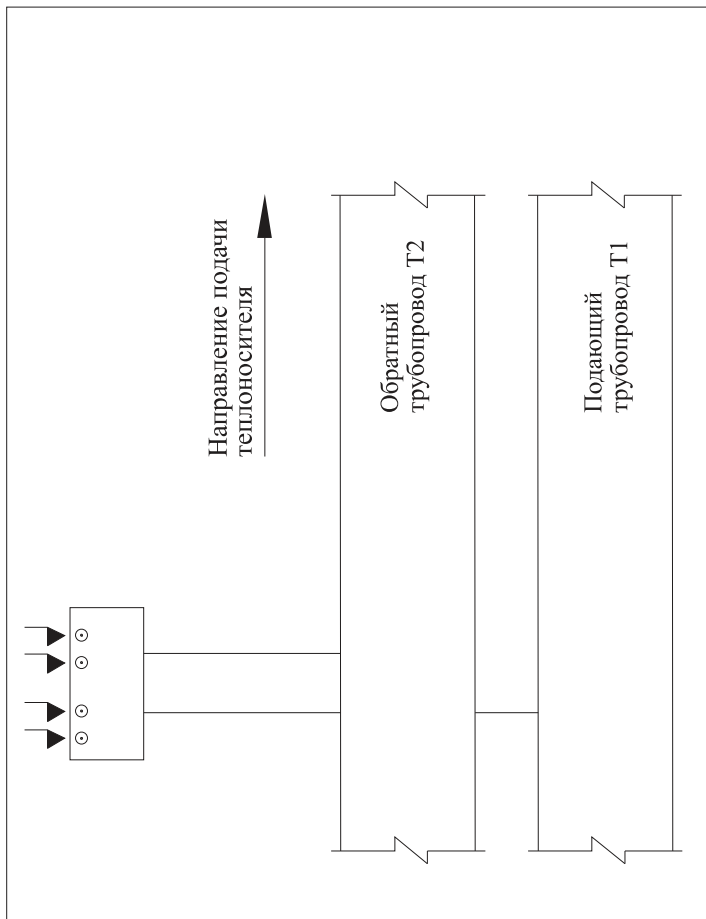 Направление подачи
теплоносителя
Обратный
трубопровод Т2
Подающий
трубопровод Т1